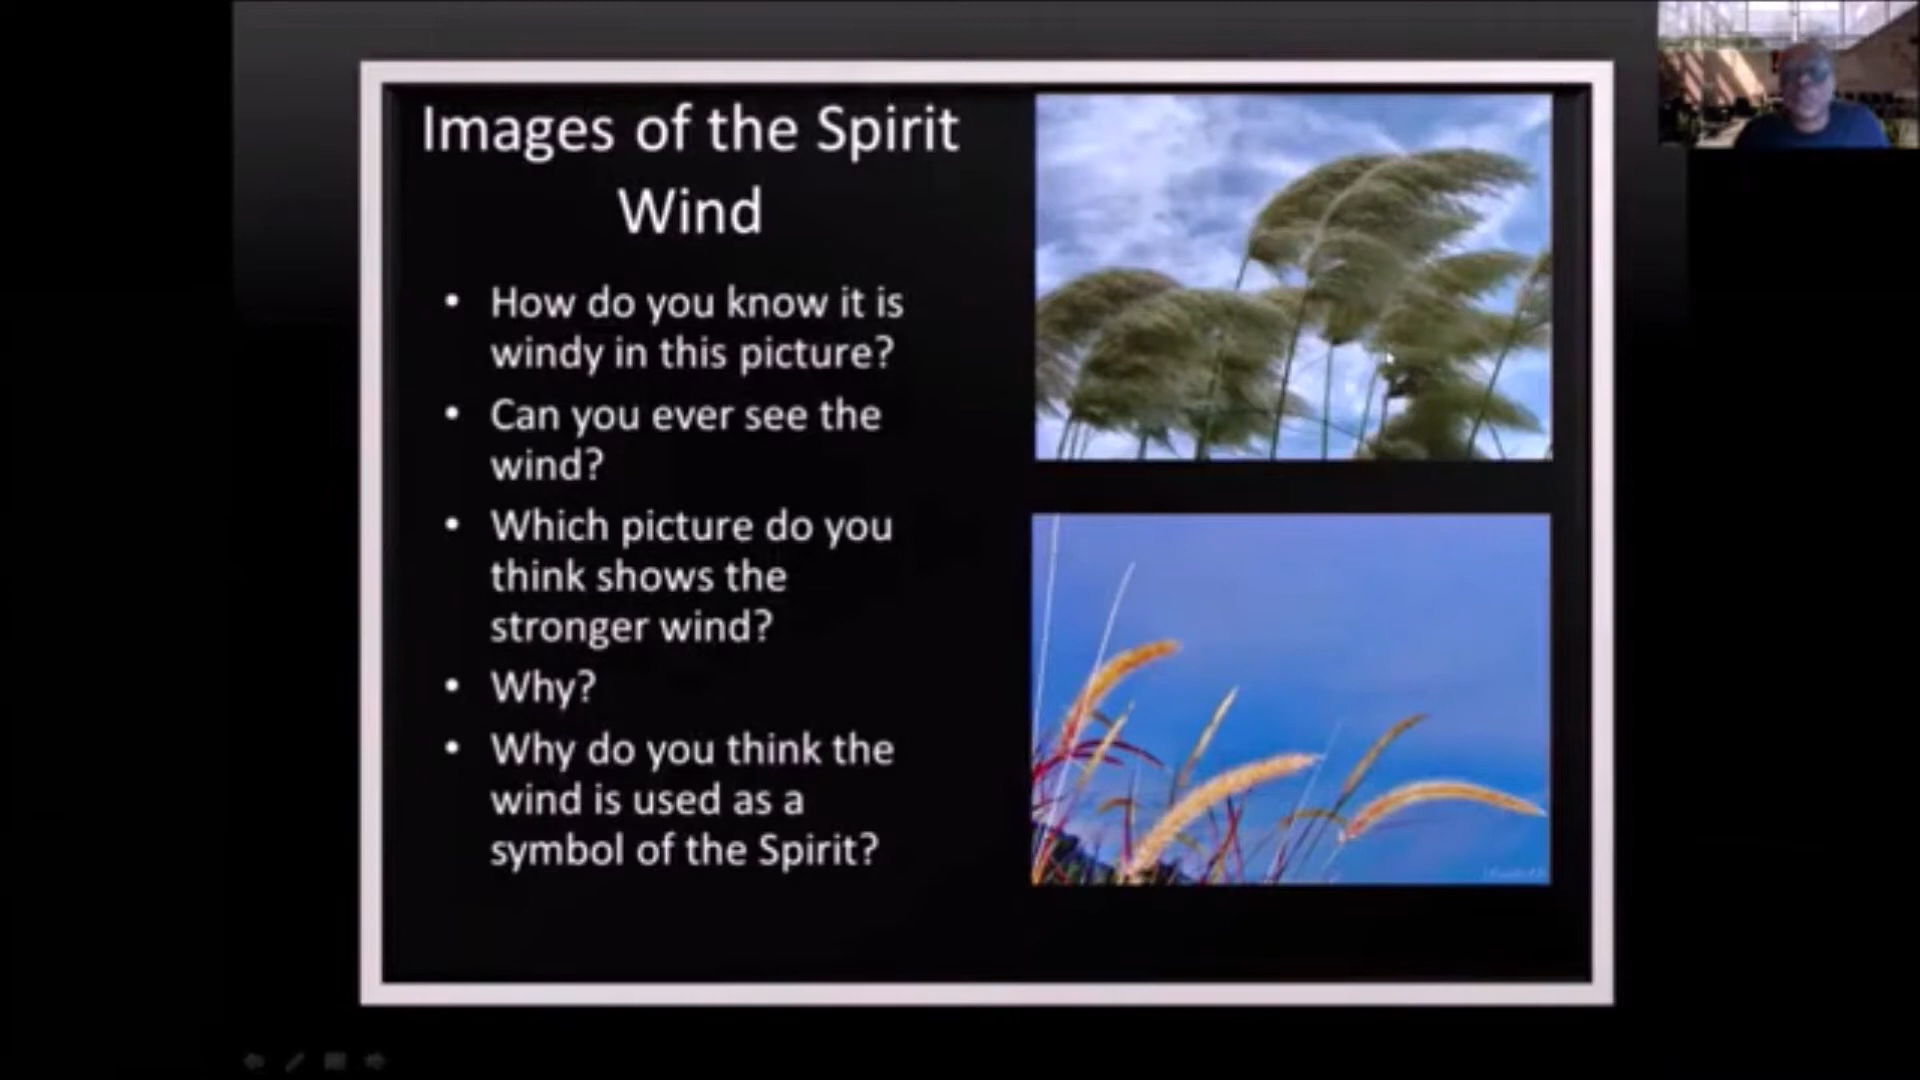 Images of the Spirit
Wind
• How do you know it is
windy in this picture?
• Can you ever see the
wind?
• Which picture do you
think shows the
stronger wind?
• Why?
• Why do you think the
wind is used as a
symbol of the Spirit?